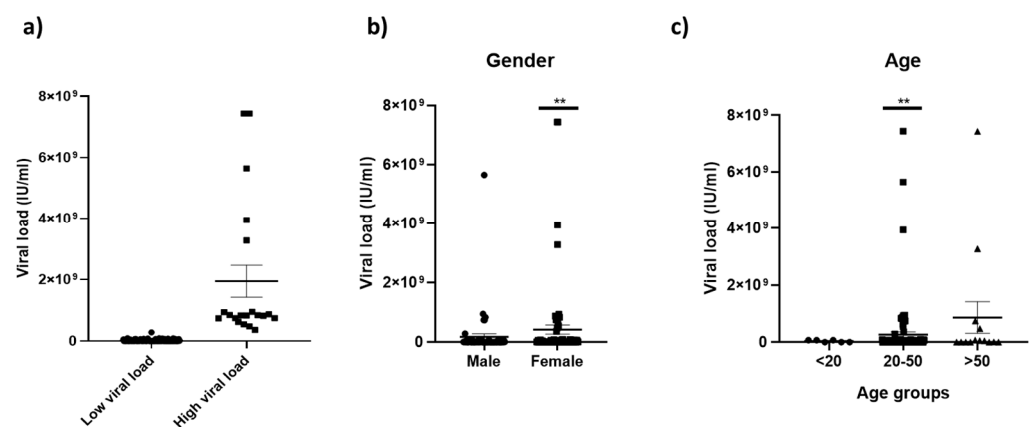 a)
Viral load (IU/ml)
8×10⁹
6×10⁹
4×10⁹
2×10⁹
0
Low viral load
High viral load
b)
Gender
Viral load (IU/ml)
8×10⁹
6×10⁹
4×10⁹
2×10⁹
0
**
Male Female
c)
Age
Viral load (IU/ml)
8×10⁹
6×10⁹
4×10⁹
2×10⁹
0
**
<20 20-50 >50
Age groups